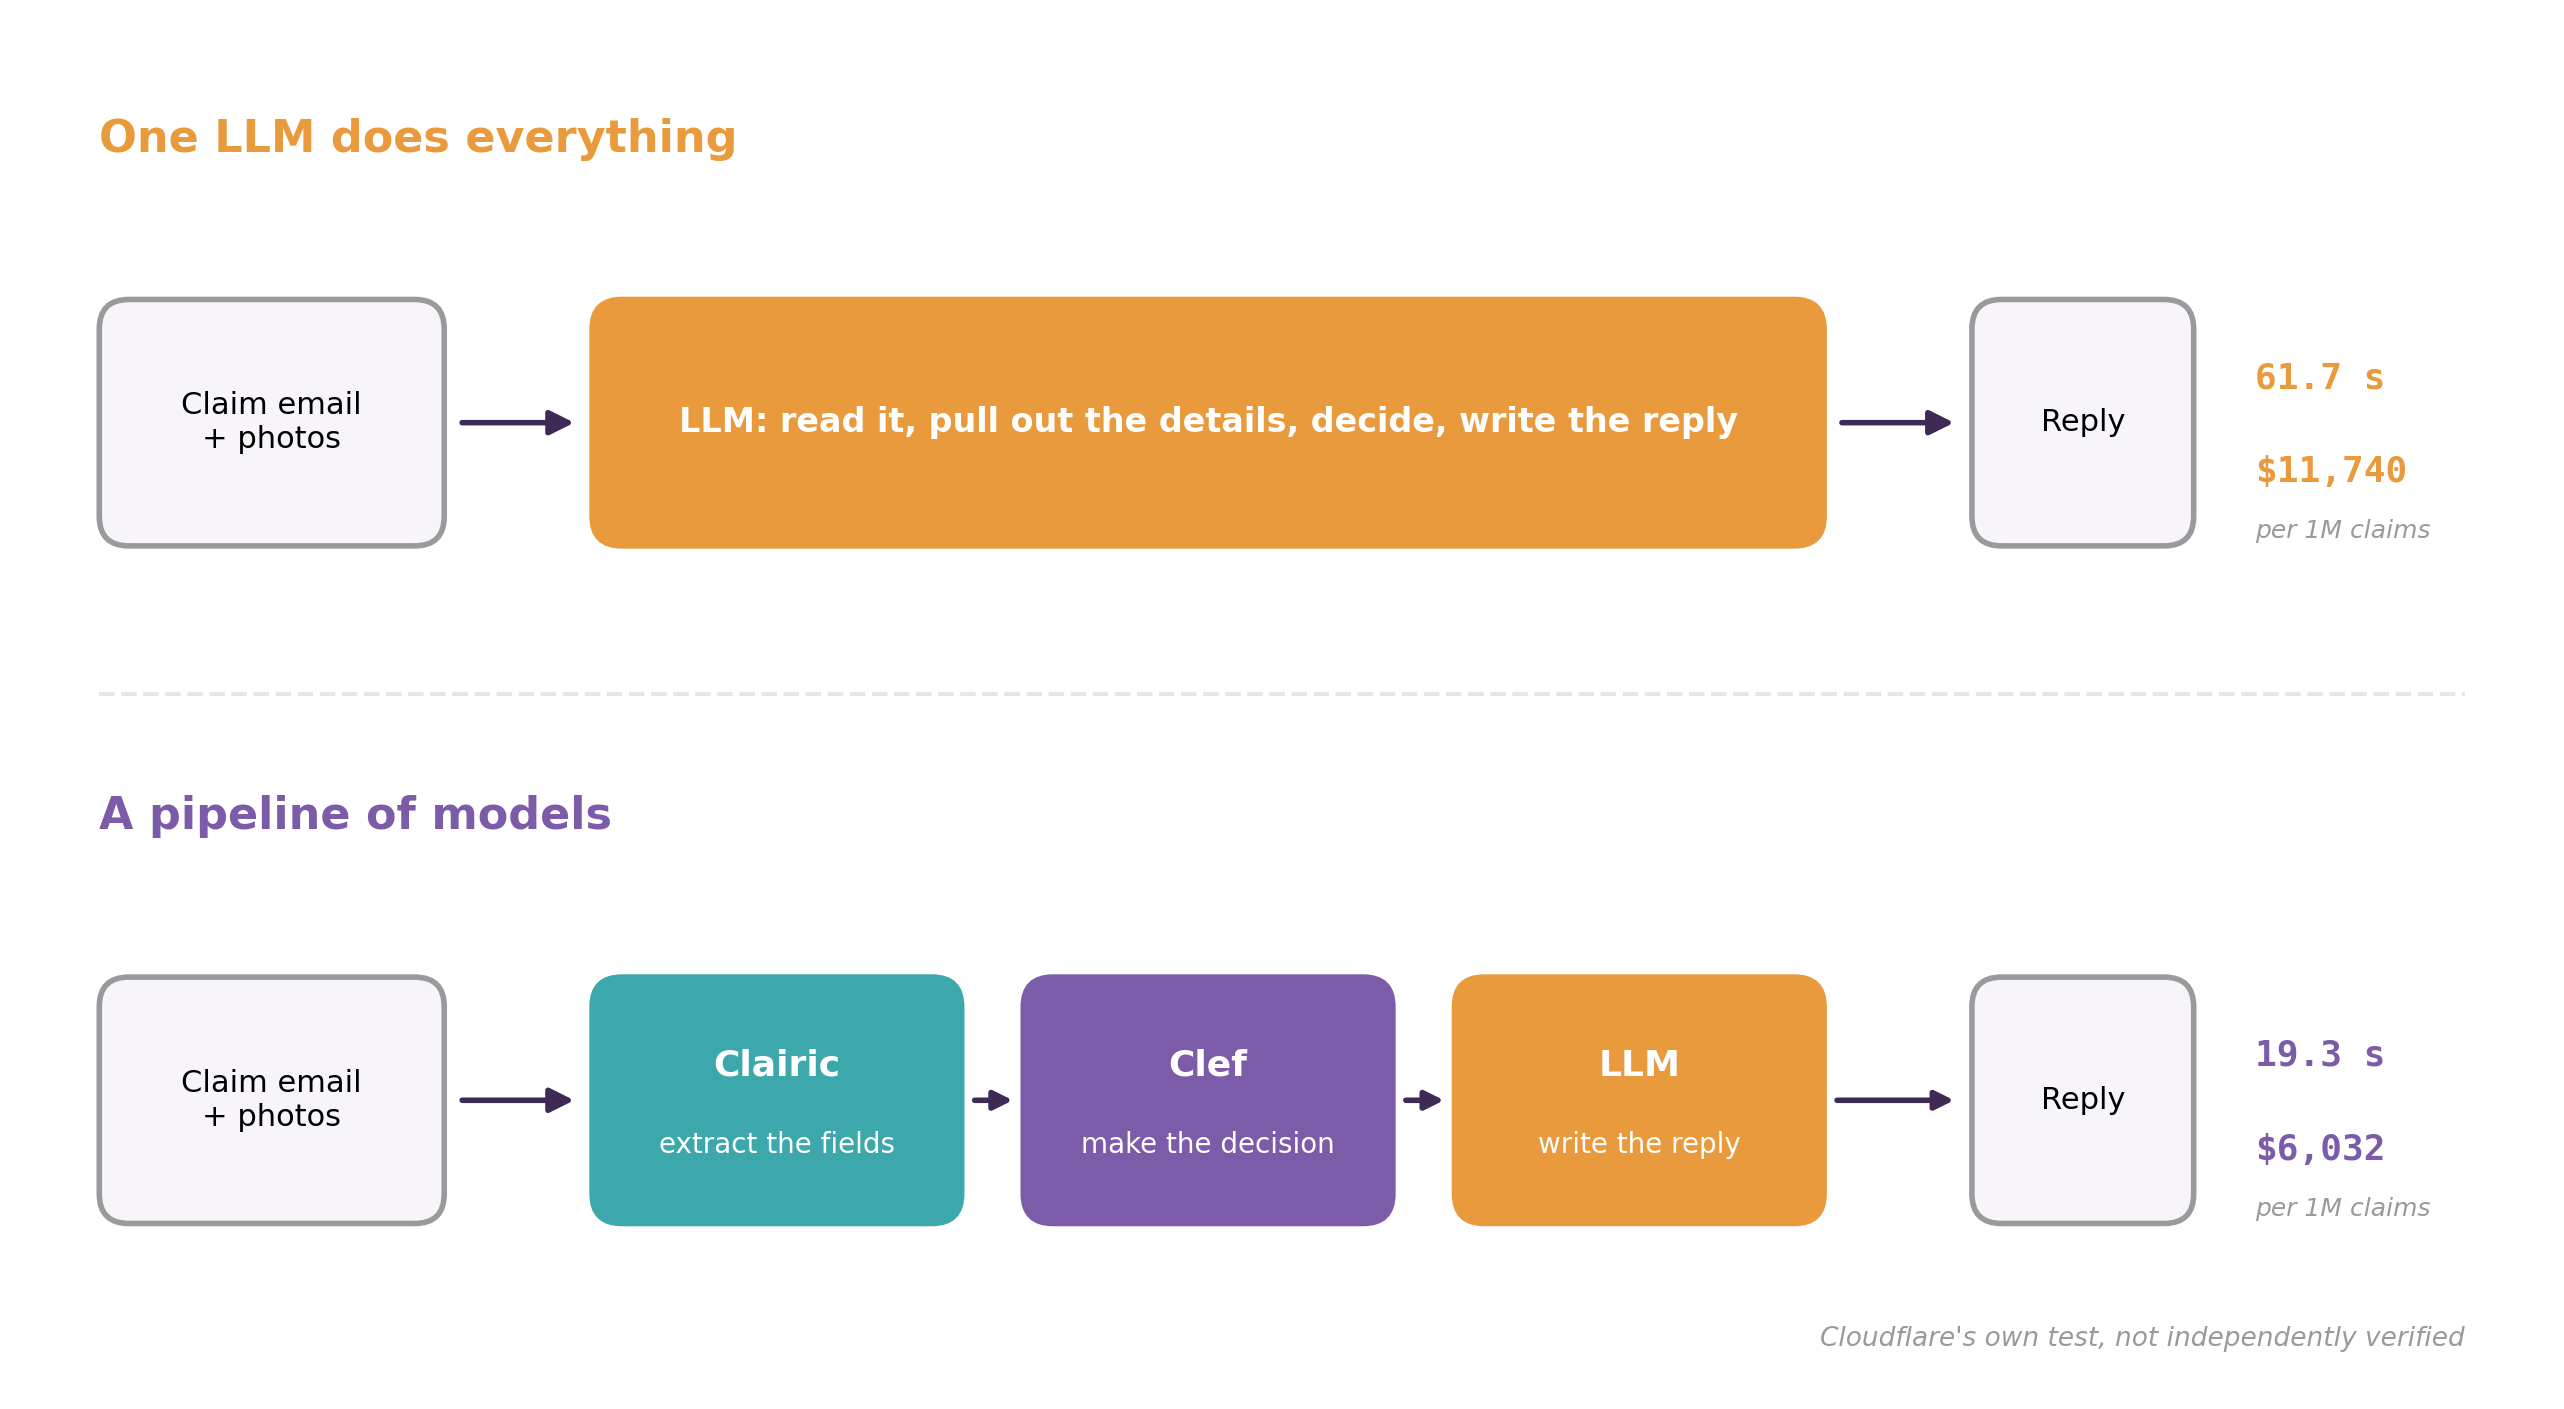 One LLM does everything
Claim email
+ photos
LLM: read it, pull out the details, decide, write the reply
Reply
61.7 s
$11,740
per 1M claims
A pipeline of models
Claim email
+ photos
Clairic
extract the fields
Clef
make the decision
LLM
write the reply
Reply
19.3 s
$6,032
per 1M claims
Cloudflare's own test, not independently verified